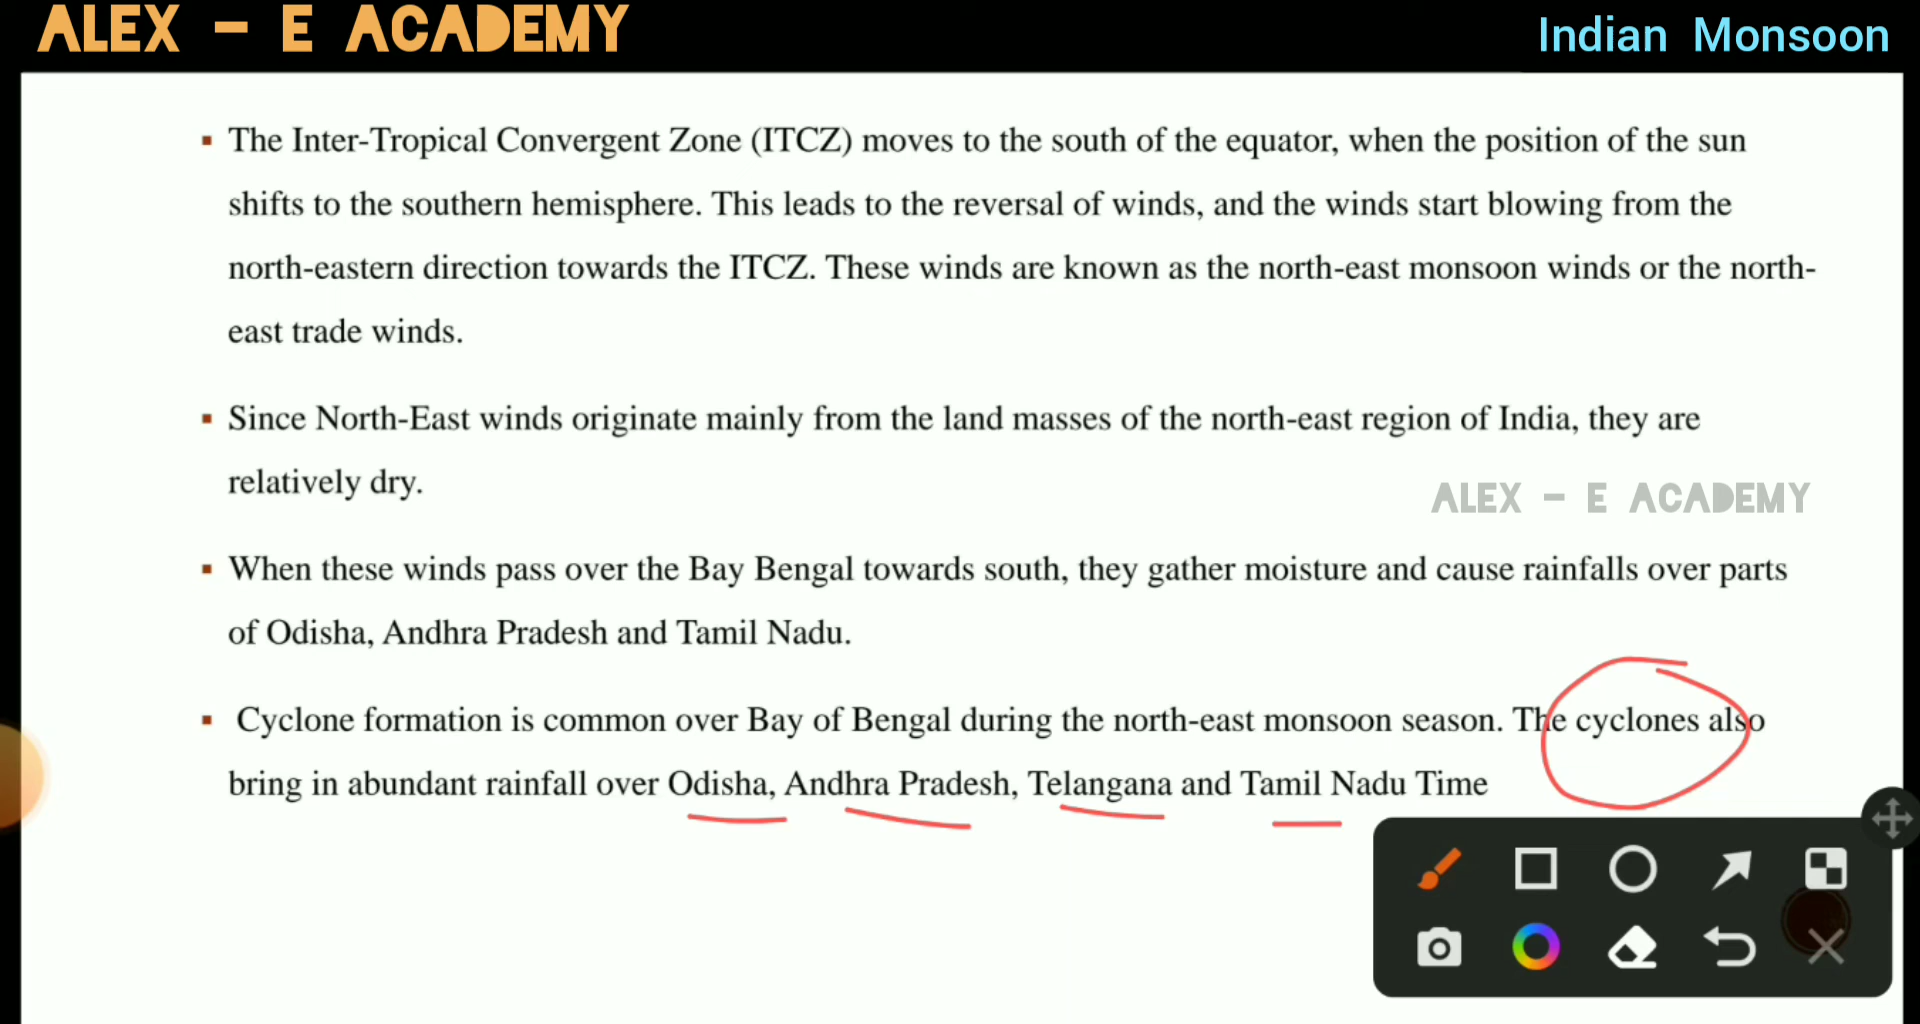 ALEX - E ACADEMY
Indian Monsoon
The Inter-Tropical Convergent Zone (ITCZ) moves to the south of the equator, when the position of the sun
shifts to the southern hemisphere. This leads to the reversal of winds, and the winds start blowing from the
north-eastern direction towards the ITCZ. These winds are known as the north-east monsoon winds or the north-
east trade winds.
Since North-East winds originate mainly from the land masses of the north-east region of India, they are
relatively dry.
ALEX - E ACADEMY
When these winds pass over the Bay Bengal towards south, they gather moisture and cause rainfalls over parts
of Odisha, Andhra Pradesh and Tamil Nadu.
Cyclone formation is common over Bay of Bengal during the north-east monsoon season. The cyclones also
bring in abundant rainfall over Odisha, Andhra Pradesh, Telangana and Tamil Nadu Time